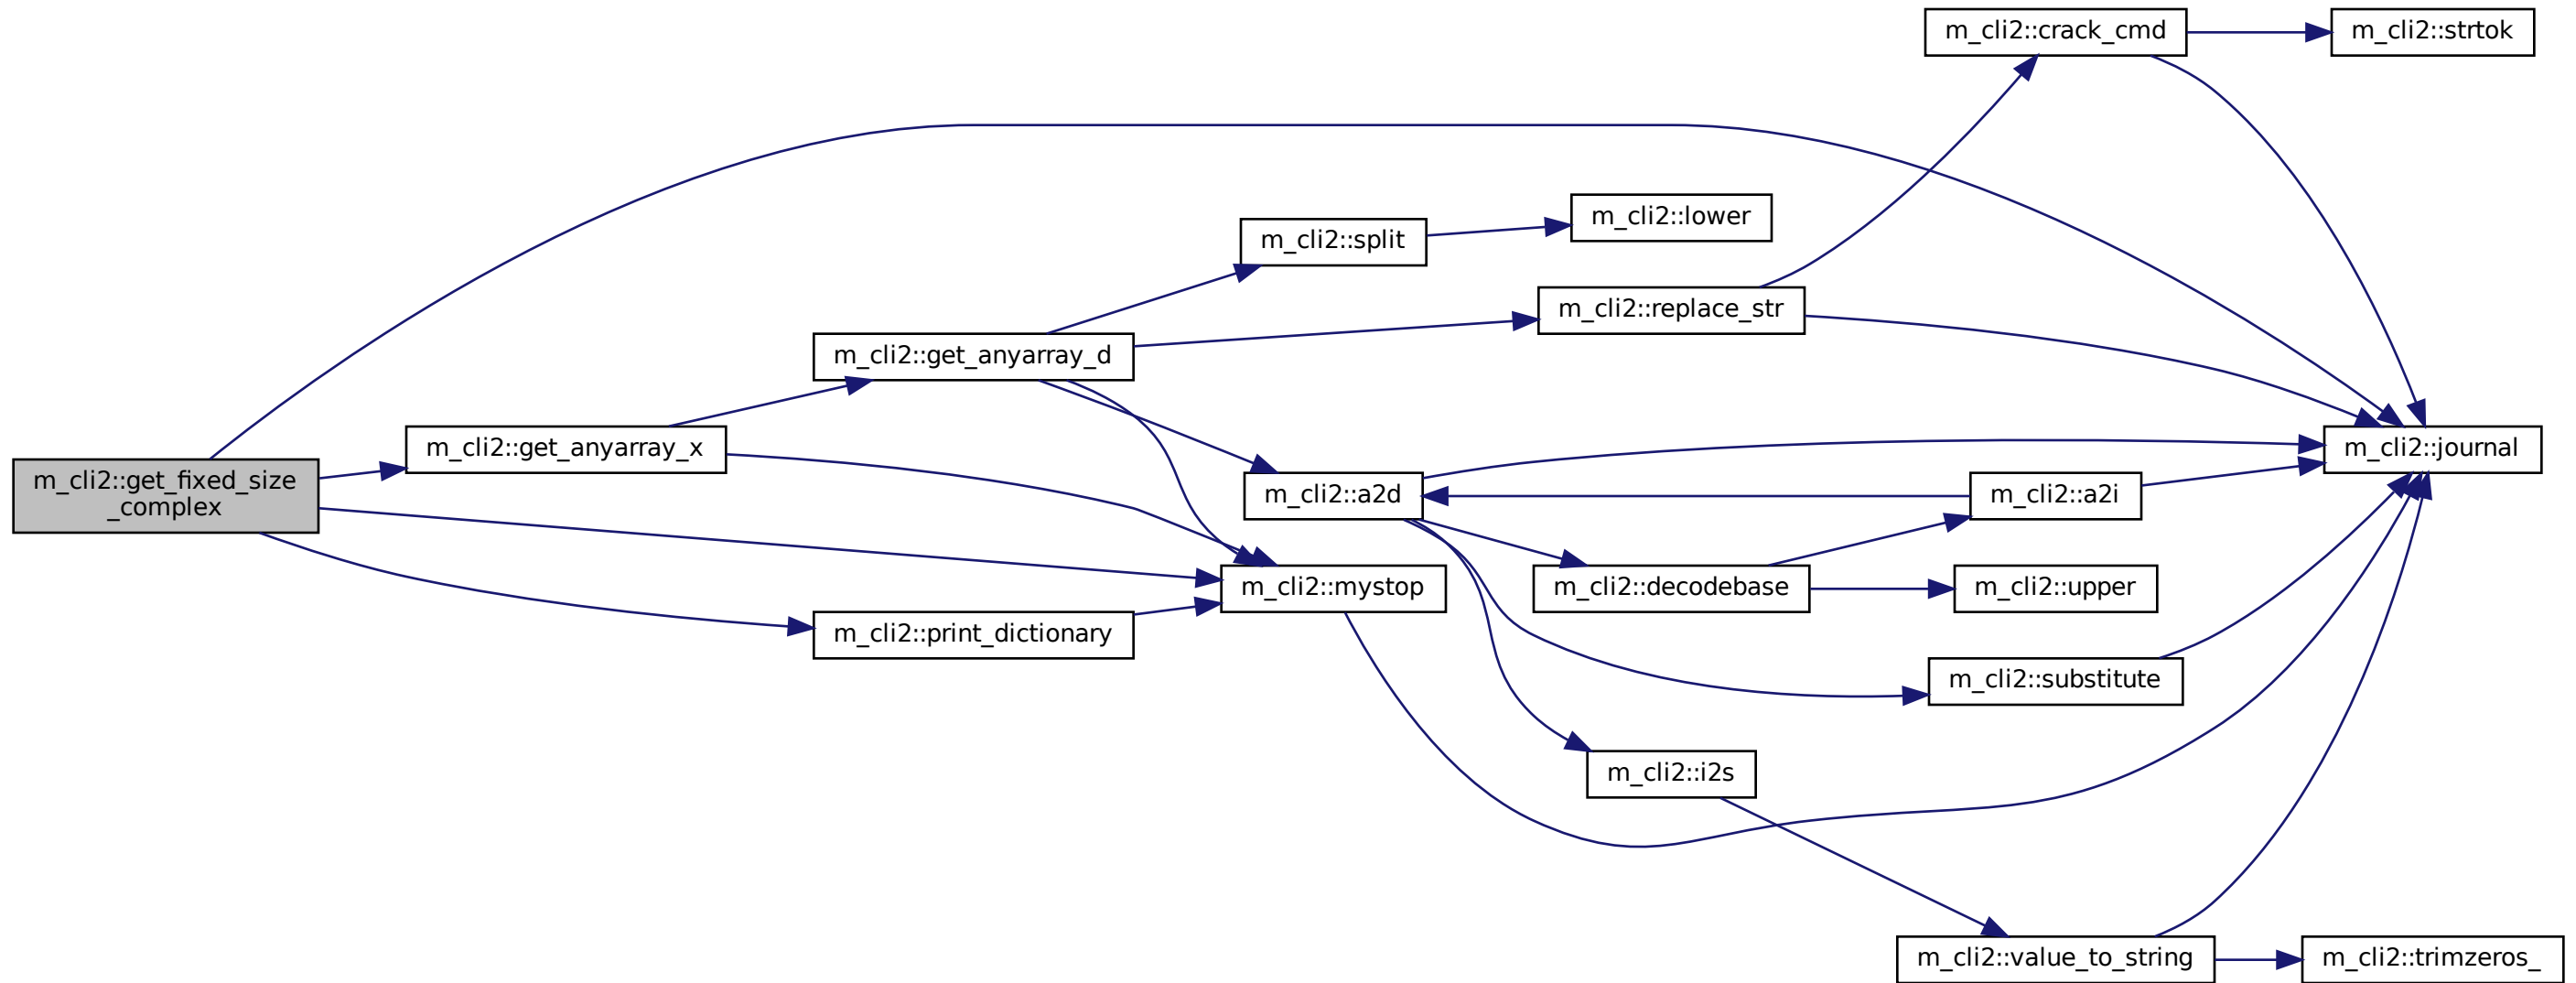 m_cli2::crack_cmd
m_cli2::strtok
m_cli2::lower
m_cli2::split
m_cli2::replace_str
m_cli2::get_anyarray_d
m_cli2::get_anyarray_x
m_cli2::journal
m_cli2::get_fixed_size
_complex
m_cli2::a2d
m_cli2::a2i
m_cli2::mystop
m_cli2::decodebase
m_cli2::upper
m_cli2::print_dictionary
m_cli2::substitute
m_cli2::i2s
m_cli2::value_to_string
m_cli2::trimzeros_